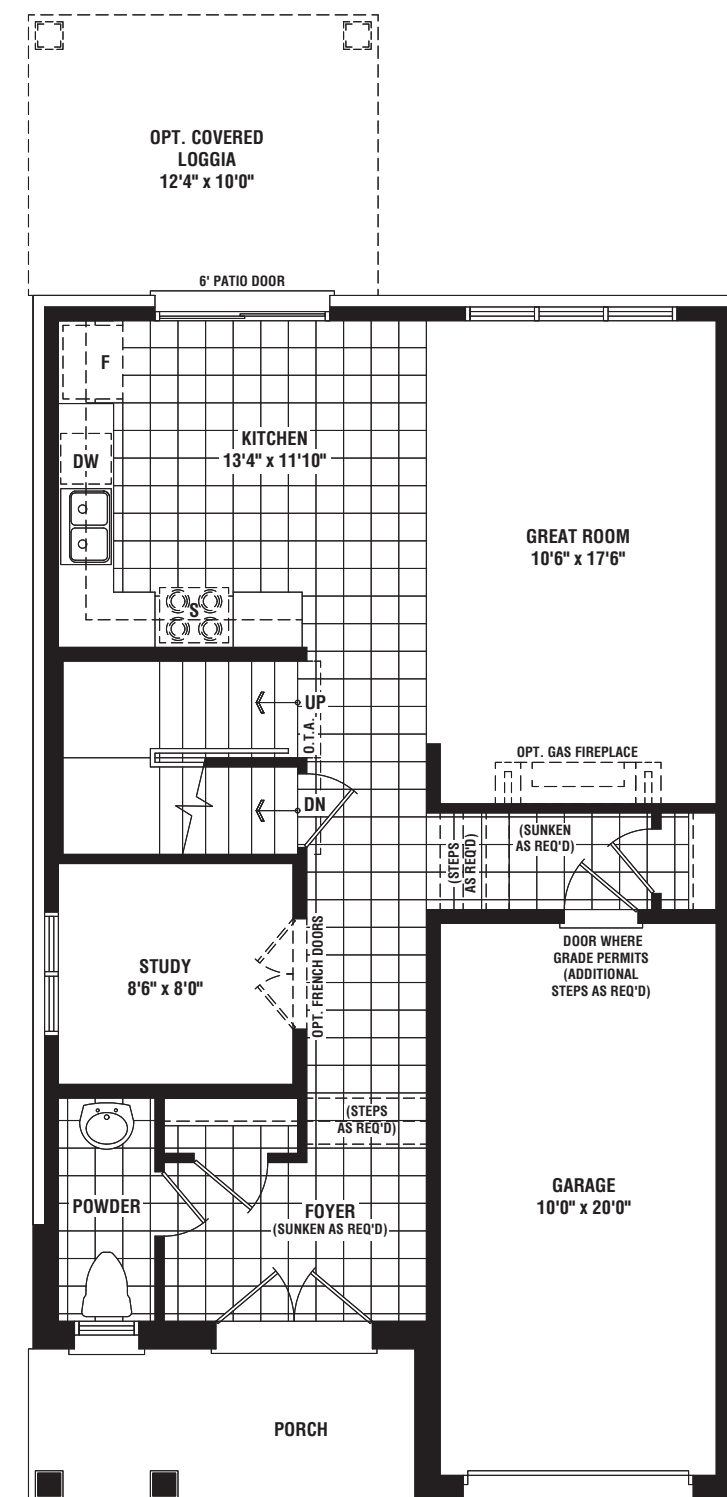 OPT. COVERED
LOGGIA
12'4" x 10'0"
6' PATIO DOOR
F
KITCHEN
13'4" x 11'10"
DW
GREAT ROOM
10'6" x 17'6"
S
UP
O.T.A.
OPT. GAS FIREPLACE
DN
(STEPS
AS REQ'D)
(SUNKEN
AS REQ'D)
DOOR WHERE
GRADE PERMITS
(ADDITIONAL
STEPS AS REQ'D)
STUDY
8'6" x 8'0"
OPT. FRENCH DOORS
(STEPS
AS REQ'D)
POWDER
FOYER
(SUNKEN AS REQ'D)
GARAGE
10'0" x 20'0"
PORCH